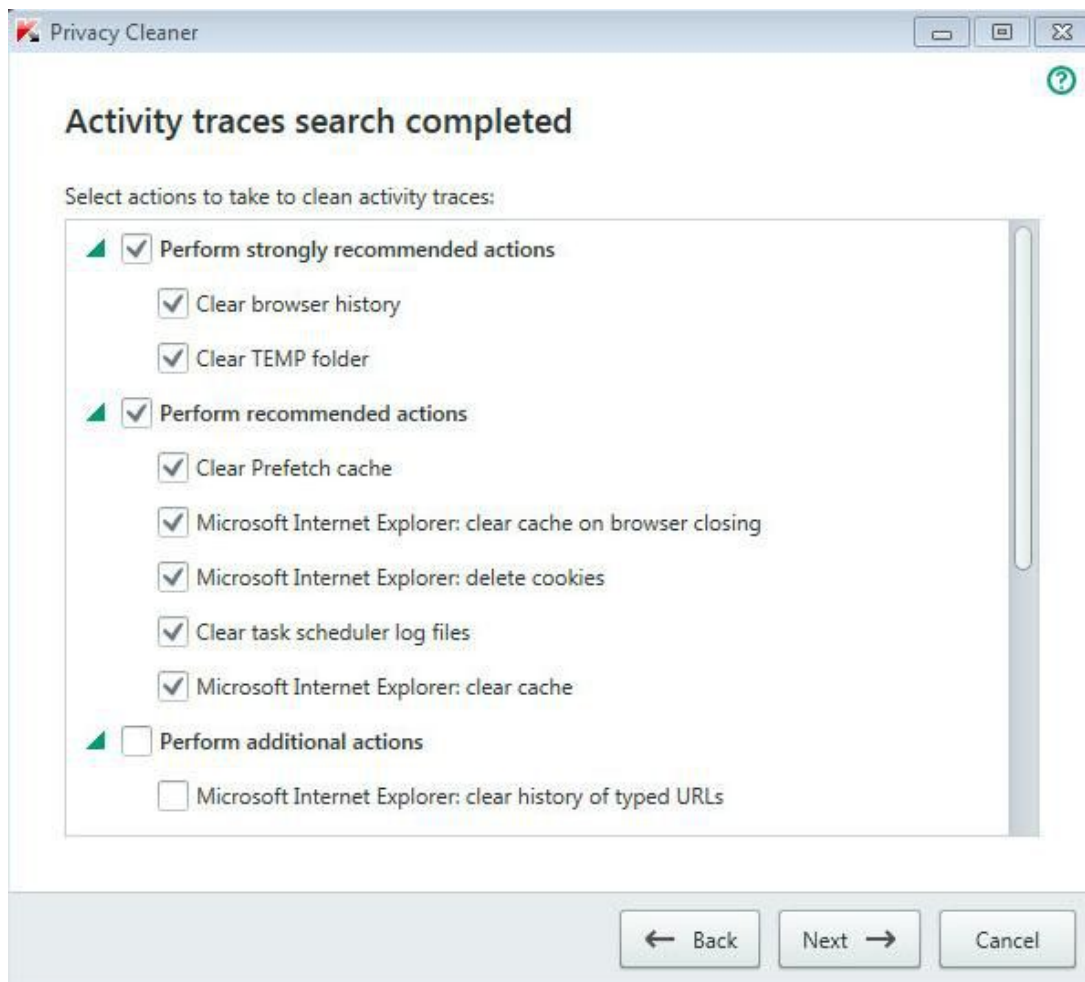 Privacy Cleaner
Activity traces search completed
Select actions to take to clean activity traces:
Perform strongly recommended actions
Clear browser history
Clear TEMP folder
Perform recommended actions
Clear Prefetch cache
Microsoft Internet Explorer: clear cache on browser closing
Microsoft Internet Explorer: delete cookies
Clear task scheduler log files
Microsoft Internet Explorer: clear cache
Perform additional actions
Microsoft Internet Explorer: clear history of typed URLs
Back Next Cancel